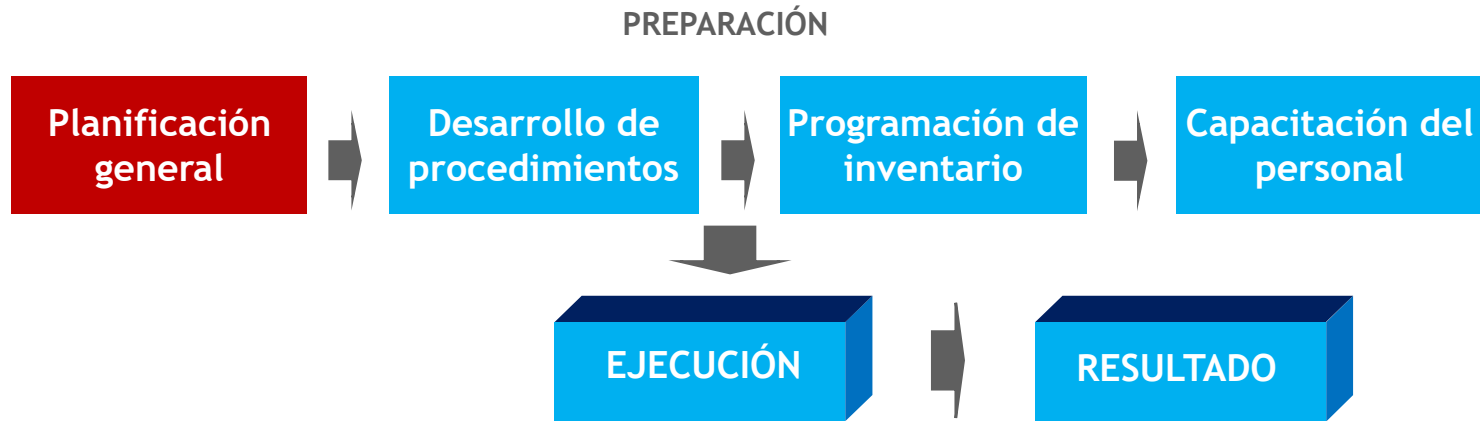 PREPARACIÓN
Planificación
general
Desarrollo de
procedimientos
Programación de
inventario
Capacitación del
personal
EJECUCIÓN
RESULTADO